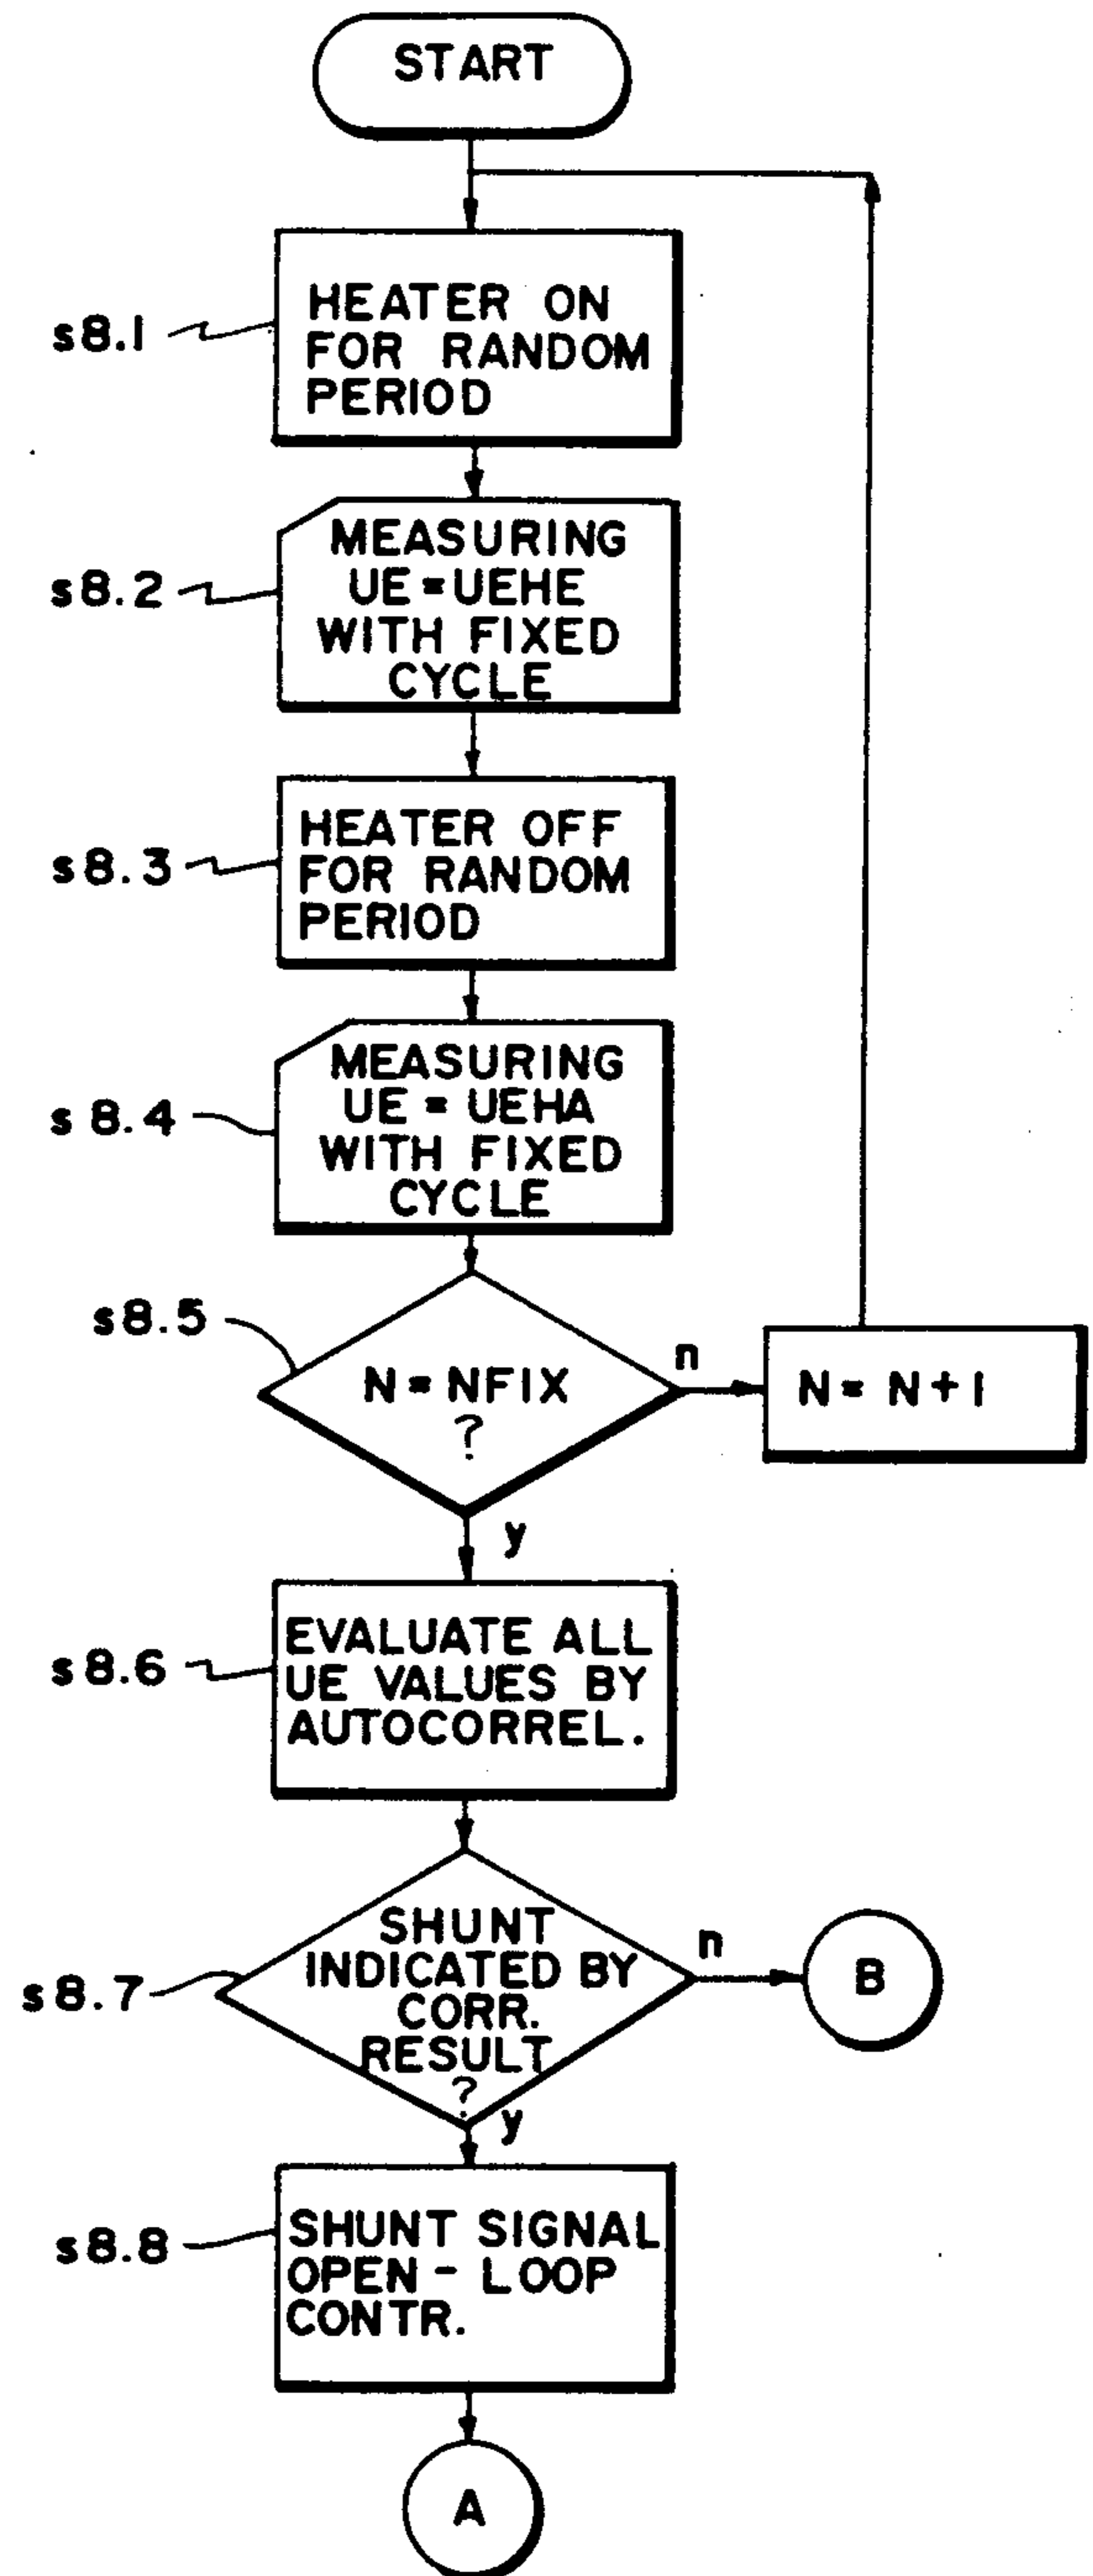 START
s8.1
HEATER ON
FOR RANDOM
PERIOD
s8.2
MEASURING
UE = UEHE
WITH FIXED
CYCLE
s8.3
HEATER OFF
FOR RANDOM
PERIOD
s8.4
MEASURING
UE = UEHA
WITH FIXED
CYCLE
s8.5
N = NFIX
?
n
N = N+1
y
s8.6
EVALUATE ALL
UE VALUES BY
AUTOCORREL.
s8.7
SHUNT
INDICATED BY
CORR.
RESULT
?
n
B
y
s8.8
SHUNT SIGNAL
OPEN - LOOP
CONTR.
A